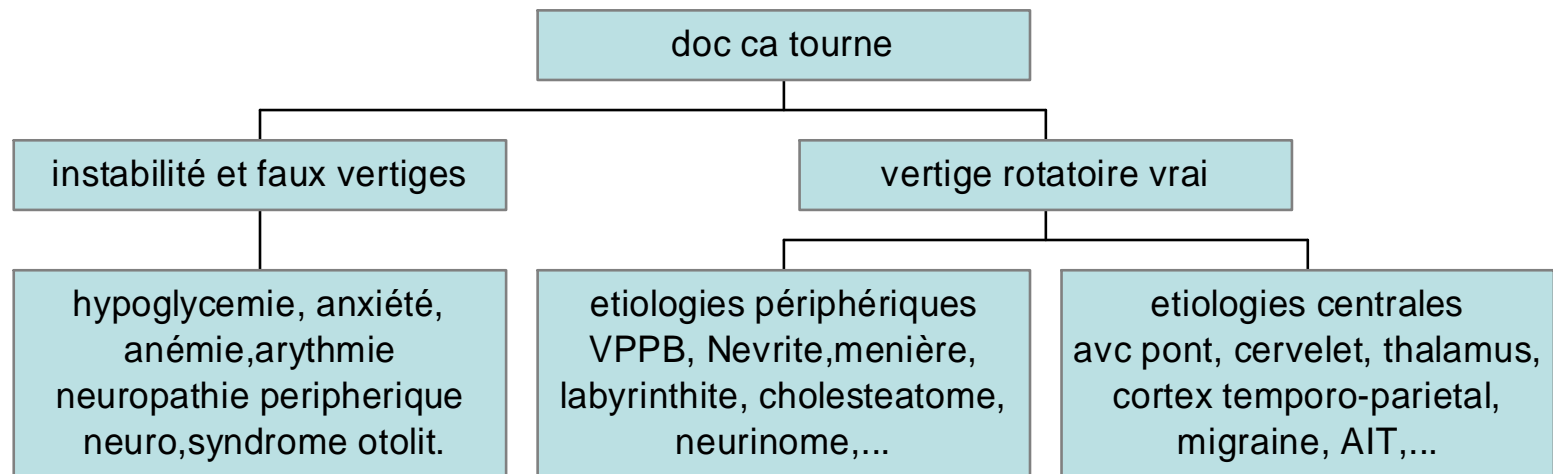 doc ca tourne
instabilité et faux vertiges
vertige rotatoire vrai
hypoglycemie, anxiété,
anémie,arythmie
neuropathie peripherique
neuro,syndrome otolit.
etiologies périphériques
VPPB, Nevrite,menière,
labyrinthite, cholesteatome,
neurinome,...
etiologies centrales
avc pont, cervelet, thalamus,
cortex temporo-parietal,
migraine, AIT,...